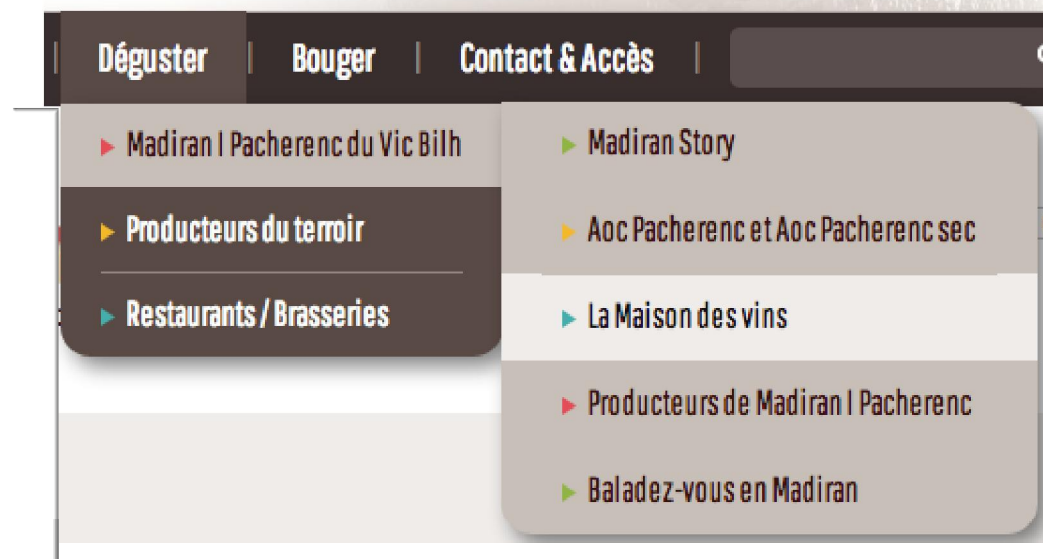 Déguster | Bouger | Contact & Accès |
Madiran | Pacherenc du Vic Bilh
Producteurs du terroir
Restaurants / Brasseries
Madiran Story
Aoc Pacherenc et Aoc Pacherenc sec
La Maison des vins
Producteurs de Madiran | Pacherenc
Baladez-vous en Madiran